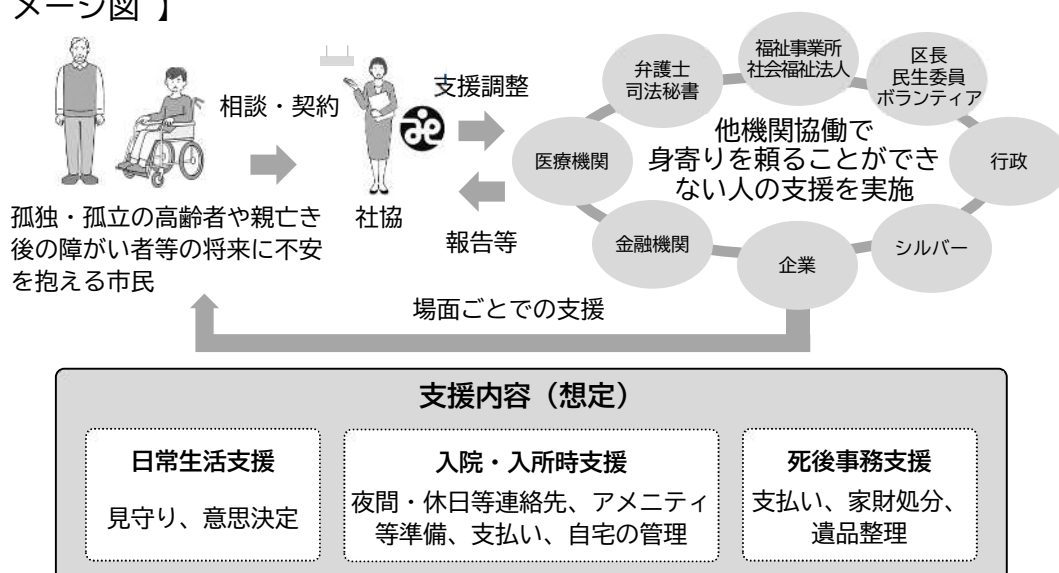 メージ図 】
相談・契約
支援調整
報告等
社協
孤独・孤立の高齢者や親亡き
後の障がい者等の将来に不安
を抱える市民
弁護士
司法秘書
福祉事業所
社会福祉法人
区長
民生委員
ボランティア
医療機関
他機関協働で
身寄りを頼ることができ
ない人の支援を実施
行政
金融機関
企業
シルバー
場面ごとでの支援
支援内容（想定）
日常生活支援
見守り、意思決定
入院・入所時支援
夜間・休日等連絡先、アメニティ
等準備、支払い、自宅の管理
死後事務支援
支払い、家財処分、
遺品整理